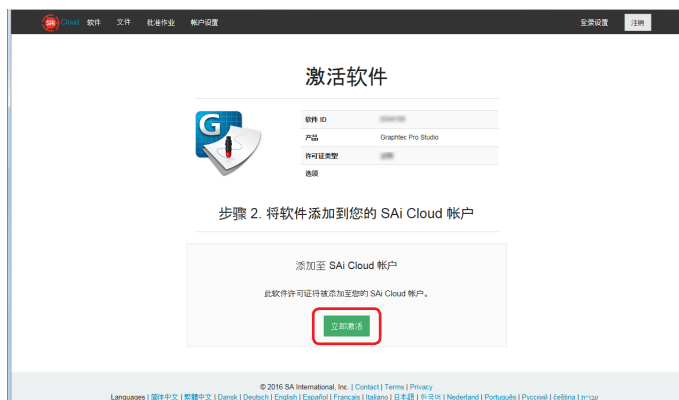 SAi Cloud 软件 文件 批准作业 帐户设置 登录设置 注销
激活软件
G
软件 ID
产品 Graphtec Pro Studio
许可证类型
选项
步骤 2. 将软件添加到您的 SAi Cloud 帐户
添加至 SAi Cloud 帐户
此软件许可证将被添加至您的 SAi Cloud 帐户。
立即激活
© 2016 SA International, Inc. | Contact | Terms | Privacy
Languages | 简体中文 | 繁體中文 | Dansk | Deutsch | English | Español | Français | Italiano | 日本語 | 한국어 | Nederland | Português | Русский | čeština | עברית